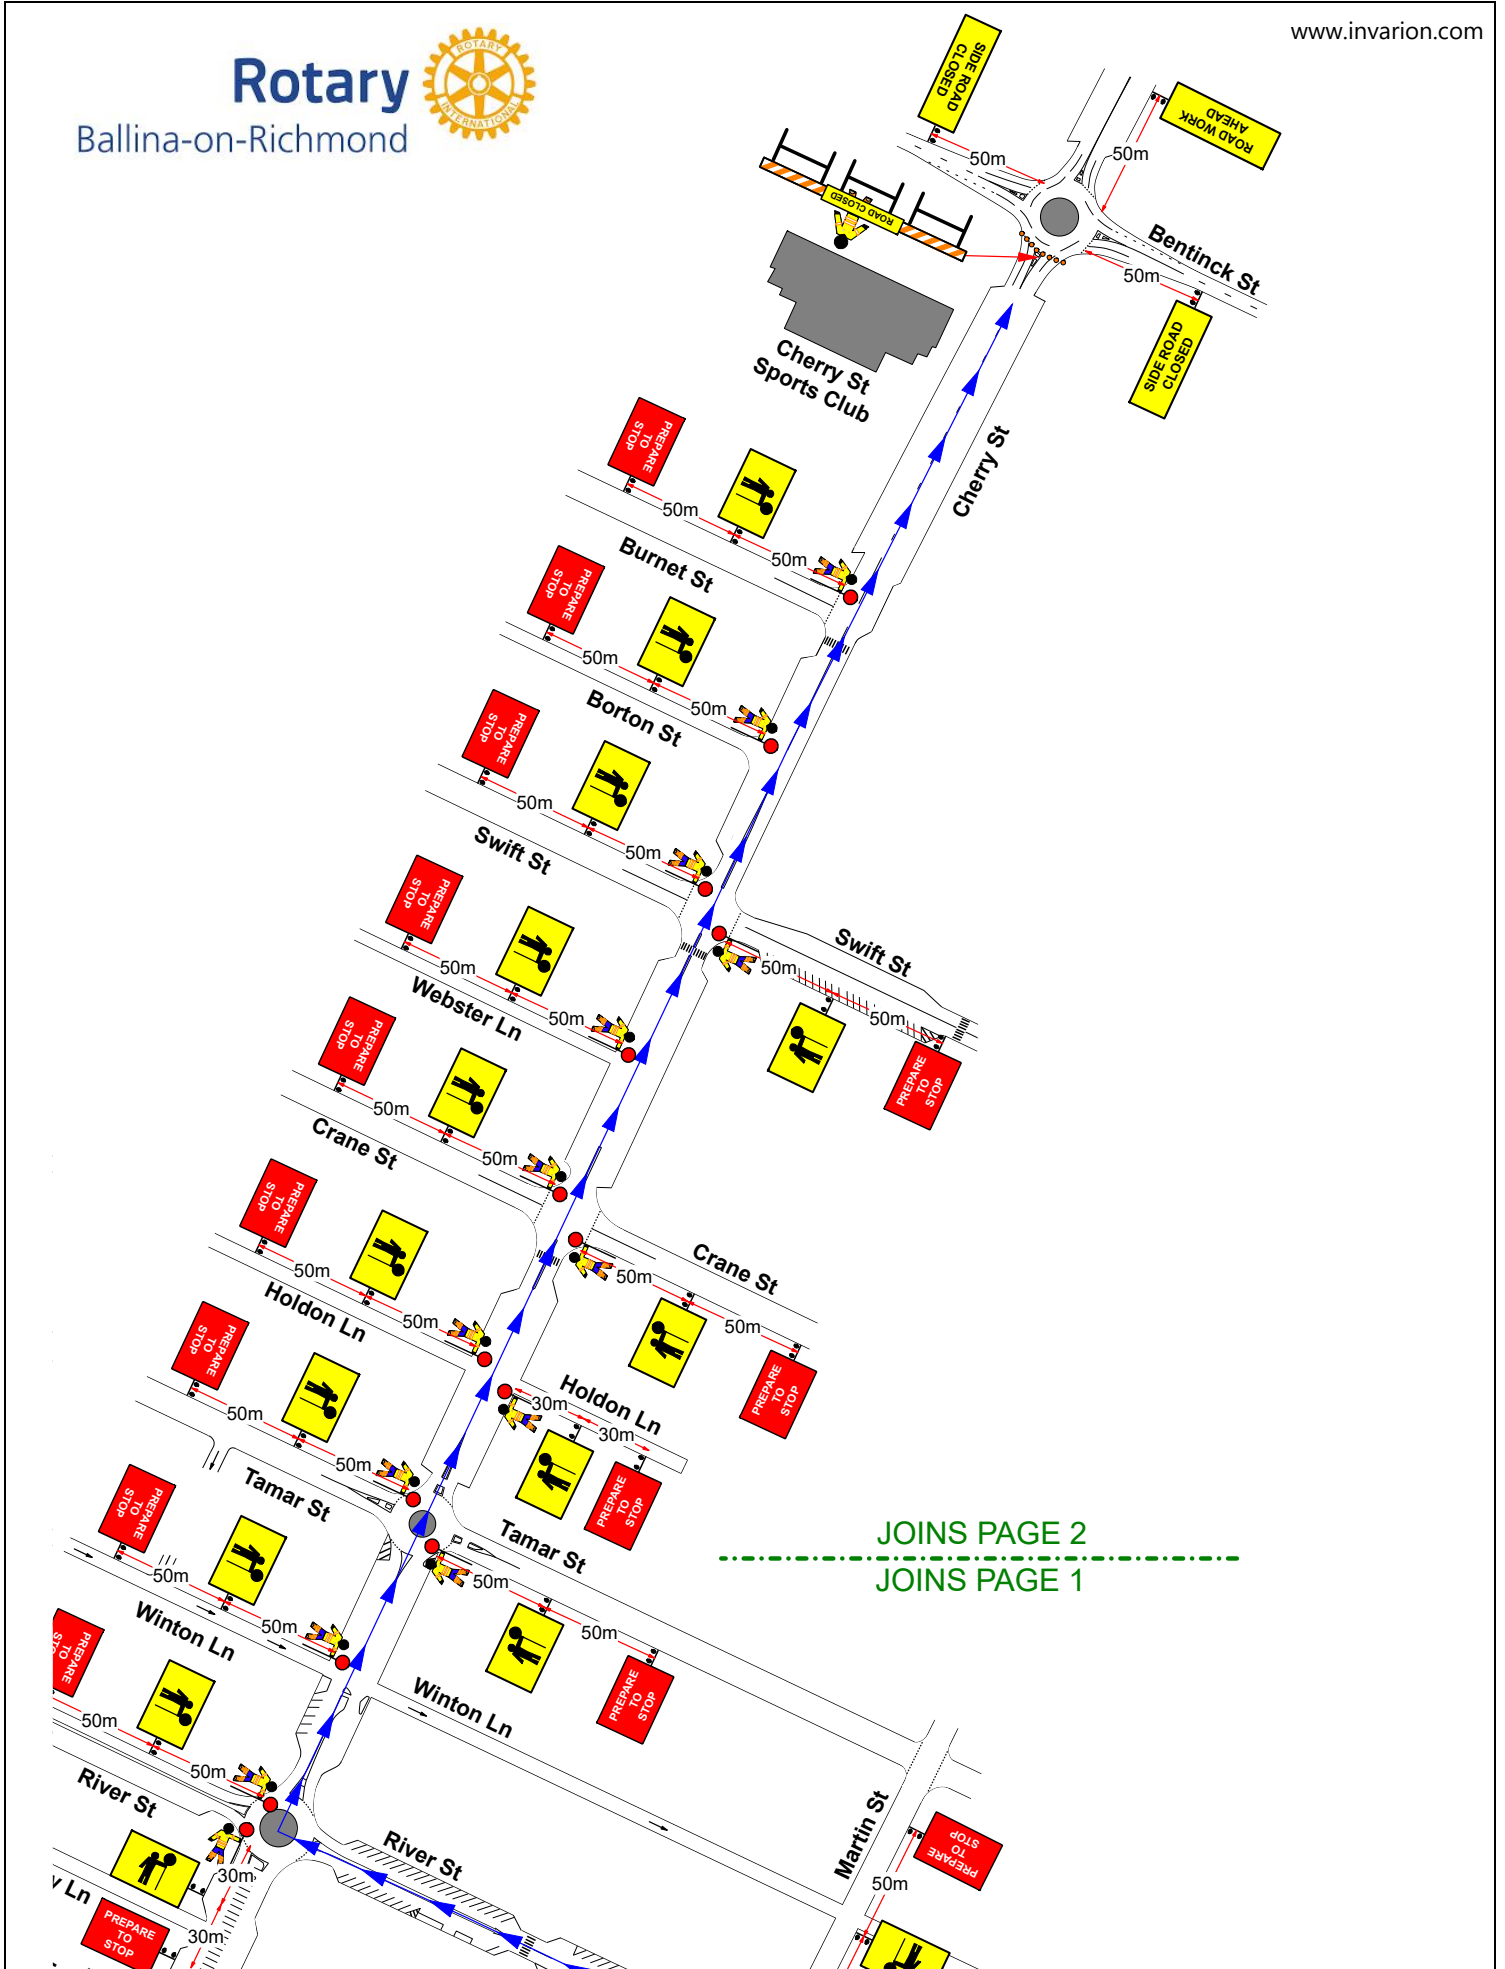 www.invarion.com
Rotary
Ballina-on-Richmond
ROTARY
INTERNATIONAL
SIDE ROAD
CLOSED
ROAD WORK
AHEAD
50m
50m
ROAD CLOSED
Bentinck St
50m
SIDE ROAD
CLOSED
Cherry St
Sports Club
Cherry St
PREPARE
TO
STOP
50m
50m
Burnet St
PREPARE
TO
STOP
50m
50m
Borton St
PREPARE
TO
STOP
50m
50m
Swift St
PREPARE
TO
STOP
50m
50m
Swift St
50m
50m
PREPARE
TO
STOP
Webster Ln
PREPARE
TO
STOP
50m
50m
Crane St
PREPARE
TO
STOP
50m
50m
Crane St
50m
50m
PREPARE
TO
STOP
Holdon Ln
PREPARE
TO
STOP
50m
50m
Holdon Ln
30m
30m
PREPARE
TO
STOP
Tamar St
PREPARE
TO
STOP
50m
50m
Tamar St
50m
50m
PREPARE
TO
STOP
JOINS PAGE 2
JOINS PAGE 1
Winton Ln
PREPARE
TO
STOP
50m
50m
Winton Ln
River St
River St
30m
30m
y Ln
PREPARE
TO
STOP
Martin St
PREPARE
TO
STOP
50m